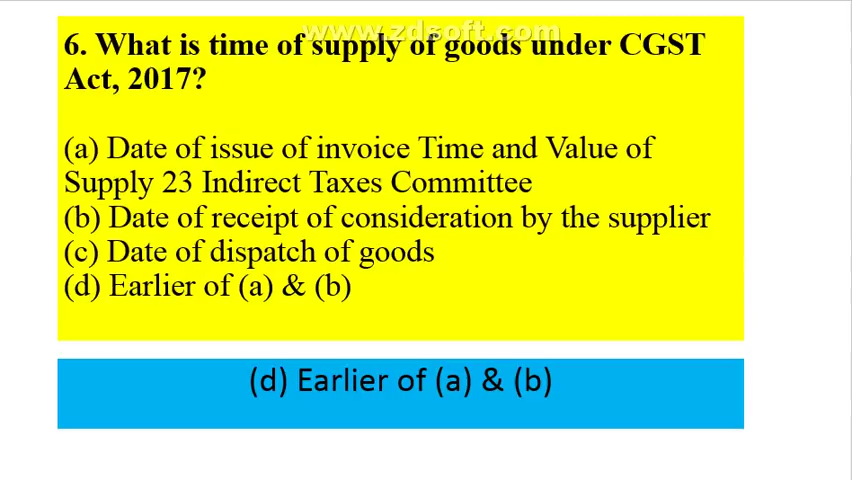 www.zdsoft.com
6. What is time of supply of goods under CGST
Act, 2017?
(a) Date of issue of invoice Time and Value of
Supply 23 Indirect Taxes Committee
(b) Date of receipt of consideration by the supplier
(c) Date of dispatch of goods
(d) Earlier of (a) & (b)
(d) Earlier of (a) & (b)